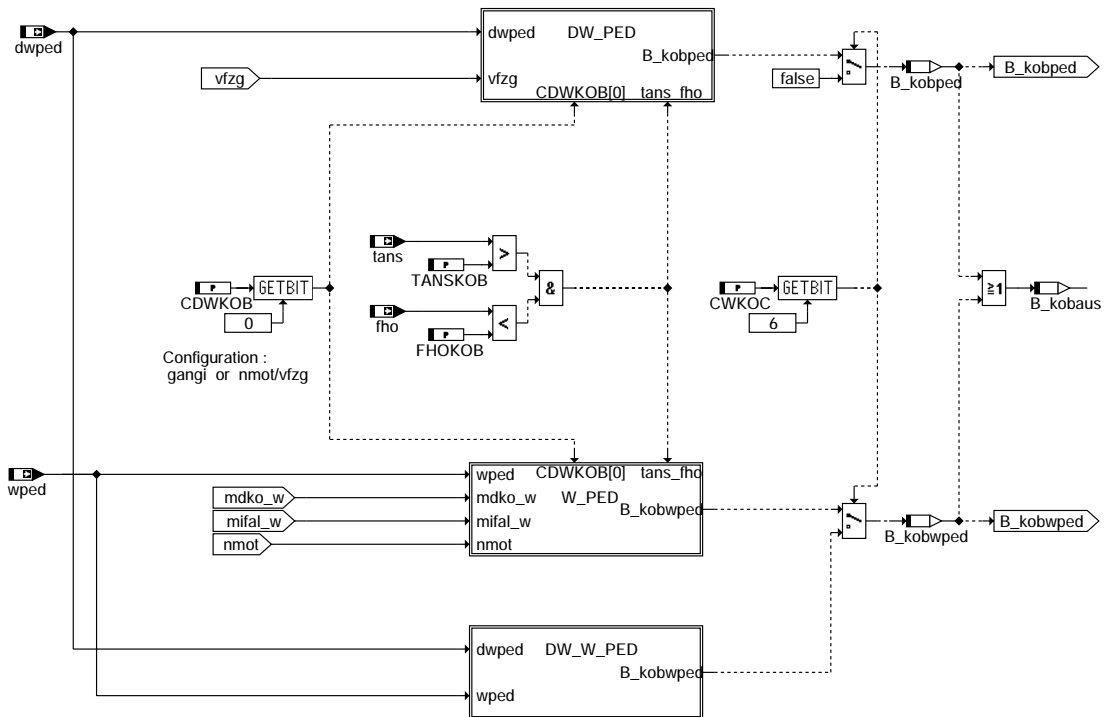 dwped
vfzg
dwped DW_PED
B_kobped
vfzg
CDWKOB[0] tans_fho
false
B_kobped
B_kobped
tans
P
TANSKOB
>
&
fho
P
FHOKOB
<
P
CDWKOB
GETBIT
0
Configuration :
gangi or nmot/vfzg
P
CWKOC
GETBIT
6
≧1
B_kobaus
wped
mdko_w
mifal_w
nmot
CDWKOB[0] tans_fho
wped
mdko_w W_PED
B_kobwped
mifal_w
nmot
B_kobwped
B_kobwped
dwped DW_W_PED
B_kobwped
wped